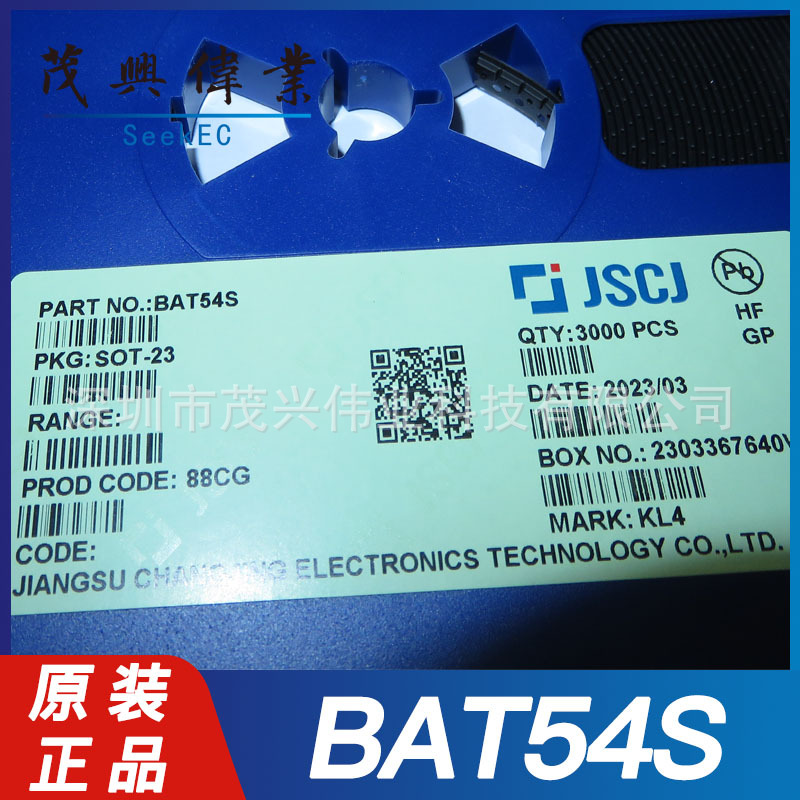 茂興偉業
SeekEC
JSCJ
Pb
HF
GP
PART NO.:BAT54S
QTY:3000 PCS
PKG:SOT-23
DATE:2023/03
RANGE:
深圳市茂兴伟业科技有限公司
BOX NO.: 2303367640
PROD CODE: 88CG
MARK: KL4
CODE:
JIANGSU CHANGJING ELECTRONICS TECHNOLOGY CO.,LTD.
原装
正品
BAT54S